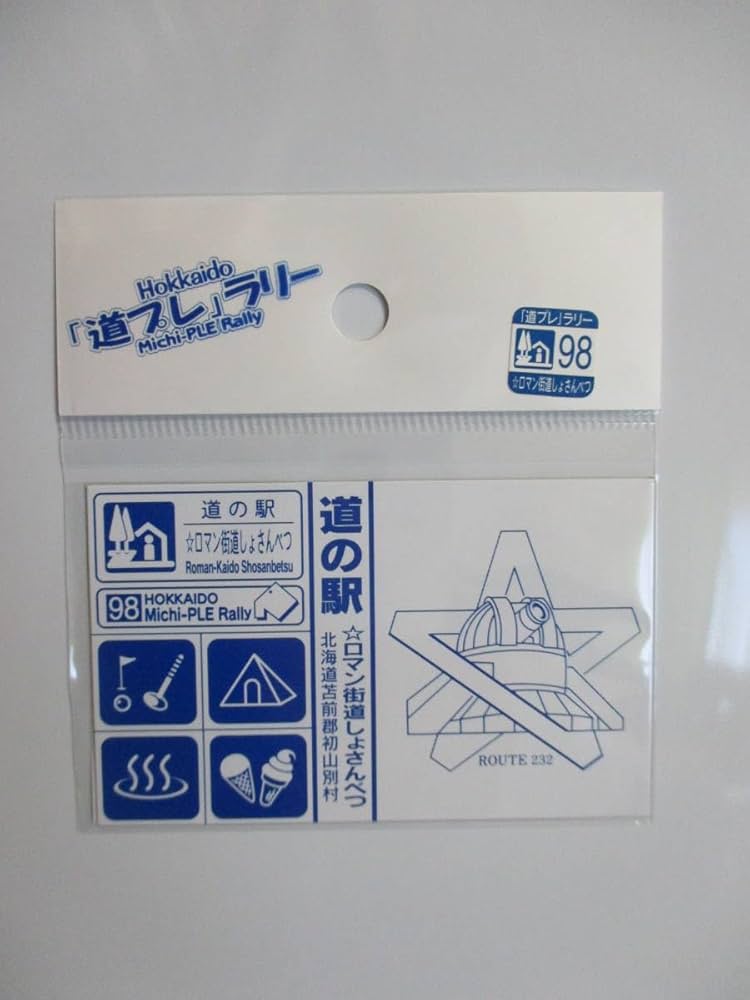 Hokkaido
「道プレ」ラリー
Michi-PLE Rally
「道プレ」ラリー
98
☆ロマン街道しょさんべつ
道の駅
☆ロマン街道しょさんべつ
Roman-Kaido Shosanbetsu
98 HOKKAIDO
Michi-PLE Rally
道の駅
☆ロマン街道しょさんべつ
北海道苫前郡初山別村
ROUTE 232